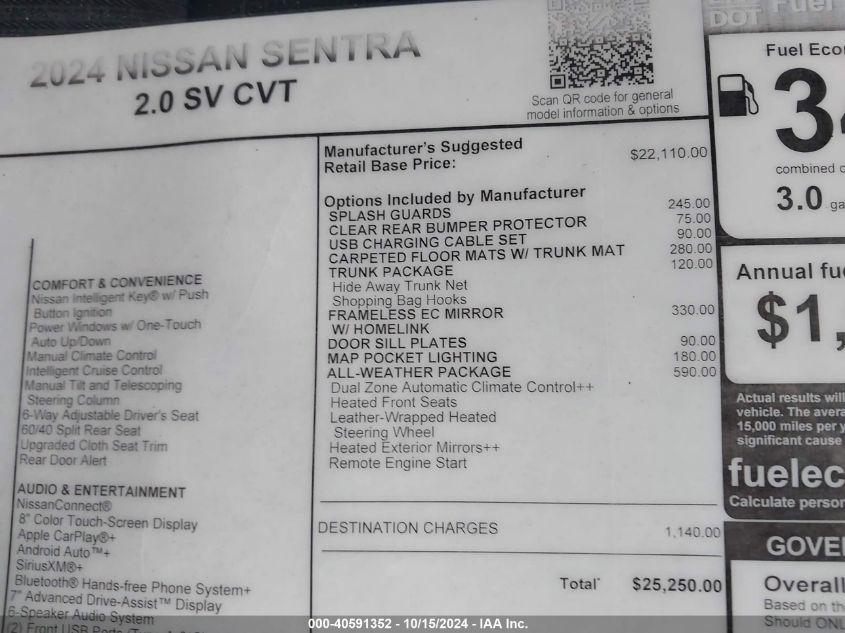 2024 NISSAN SENTRA
2.0 SV CVT
Scan QR code for general
model information & options
COMFORT & CONVENIENCE
Nissan Intelligent Key® w/ Push
Button Ignition
Power Windows w/ One-Touch
Auto Up/Down
Manual Climate Control
Intelligent Cruise Control
Manual Tilt and Telescoping
Steering Column
6-Way Adjustable Driver's Seat
60/40 Split Rear Seat
Upgraded Cloth Seat Trim
Rear Door Alert
AUDIO & ENTERTAINMENT
NissanConnect®
8" Color Touch-Screen Display
Apple CarPlay®+
Android Auto™+
SiriusXM®+
Bluetooth® Hands-free Phone System+
7" Advanced Drive-Assist™ Display
6-Speaker Audio System
(2) Front USB Ports
Manufacturer's Suggested
Retail Base Price: $22,110.00
Options Included by Manufacturer
SPLASH GUARDS 245.00
CLEAR REAR BUMPER PROTECTOR 75.00
USB CHARGING CABLE SET 90.00
CARPETED FLOOR MATS W/ TRUNK MAT 280.00
TRUNK PACKAGE 120.00
Hide Away Trunk Net
Shopping Bag Hooks
FRAMELESS EC MIRROR 330.00
W/ HOMELINK
DOOR SILL PLATES 90.00
MAP POCKET LIGHTING 180.00
ALL-WEATHER PACKAGE 590.00
Dual Zone Automatic Climate Control++
Heated Front Seats
Leather-Wrapped Heated
Steering Wheel
Heated Exterior Mirrors++
Remote Engine Start
DESTINATION CHARGES 1,140.00
Total* $25,250.00
DOT Fuel
Fuel Eco
34
combined
3.0 ga
Annual fu
$1,
Actual results will
vehicle. The avera
15,000 miles per y
significant cause
fuelec
Calculate person
GOVE
Overall
Based on th
Should ONL
000-40591352 - 10/15/2024 - IAA Inc.